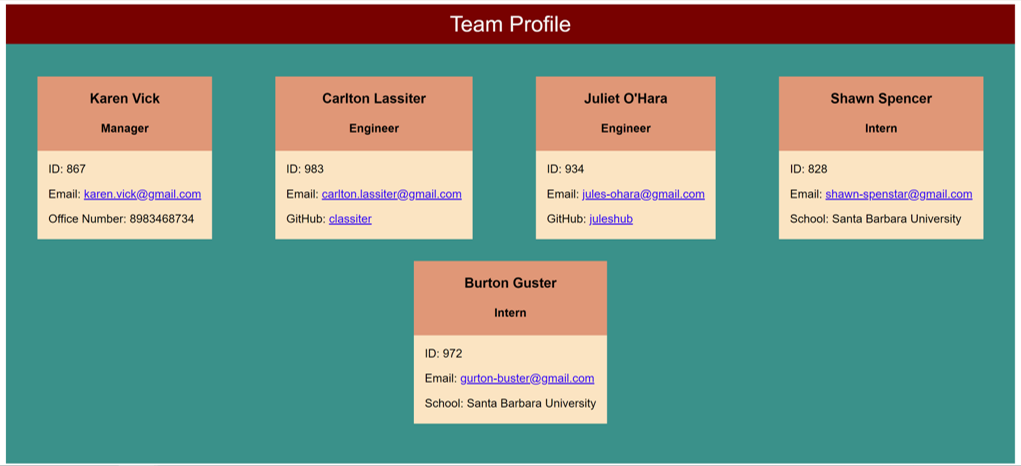 Team Profile
Karen Vick
Manager
ID: 867
Email: karen.vick@gmail.com
Office Number: 8983468734
Carlton Lassiter
Engineer
ID: 983
Email: carlton.lassiter@gmail.com
GitHub: classiter
Juliet O'Hara
Engineer
ID: 934
Email: jules-ohara@gmail.com
GitHub: juleshub
Shawn Spencer
Intern
ID: 828
Email: shawn-spenstar@gmail.com
School: Santa Barbara University
Burton Guster
Intern
ID: 972
Email: gurton-buster@gmail.com
School: Santa Barbara University